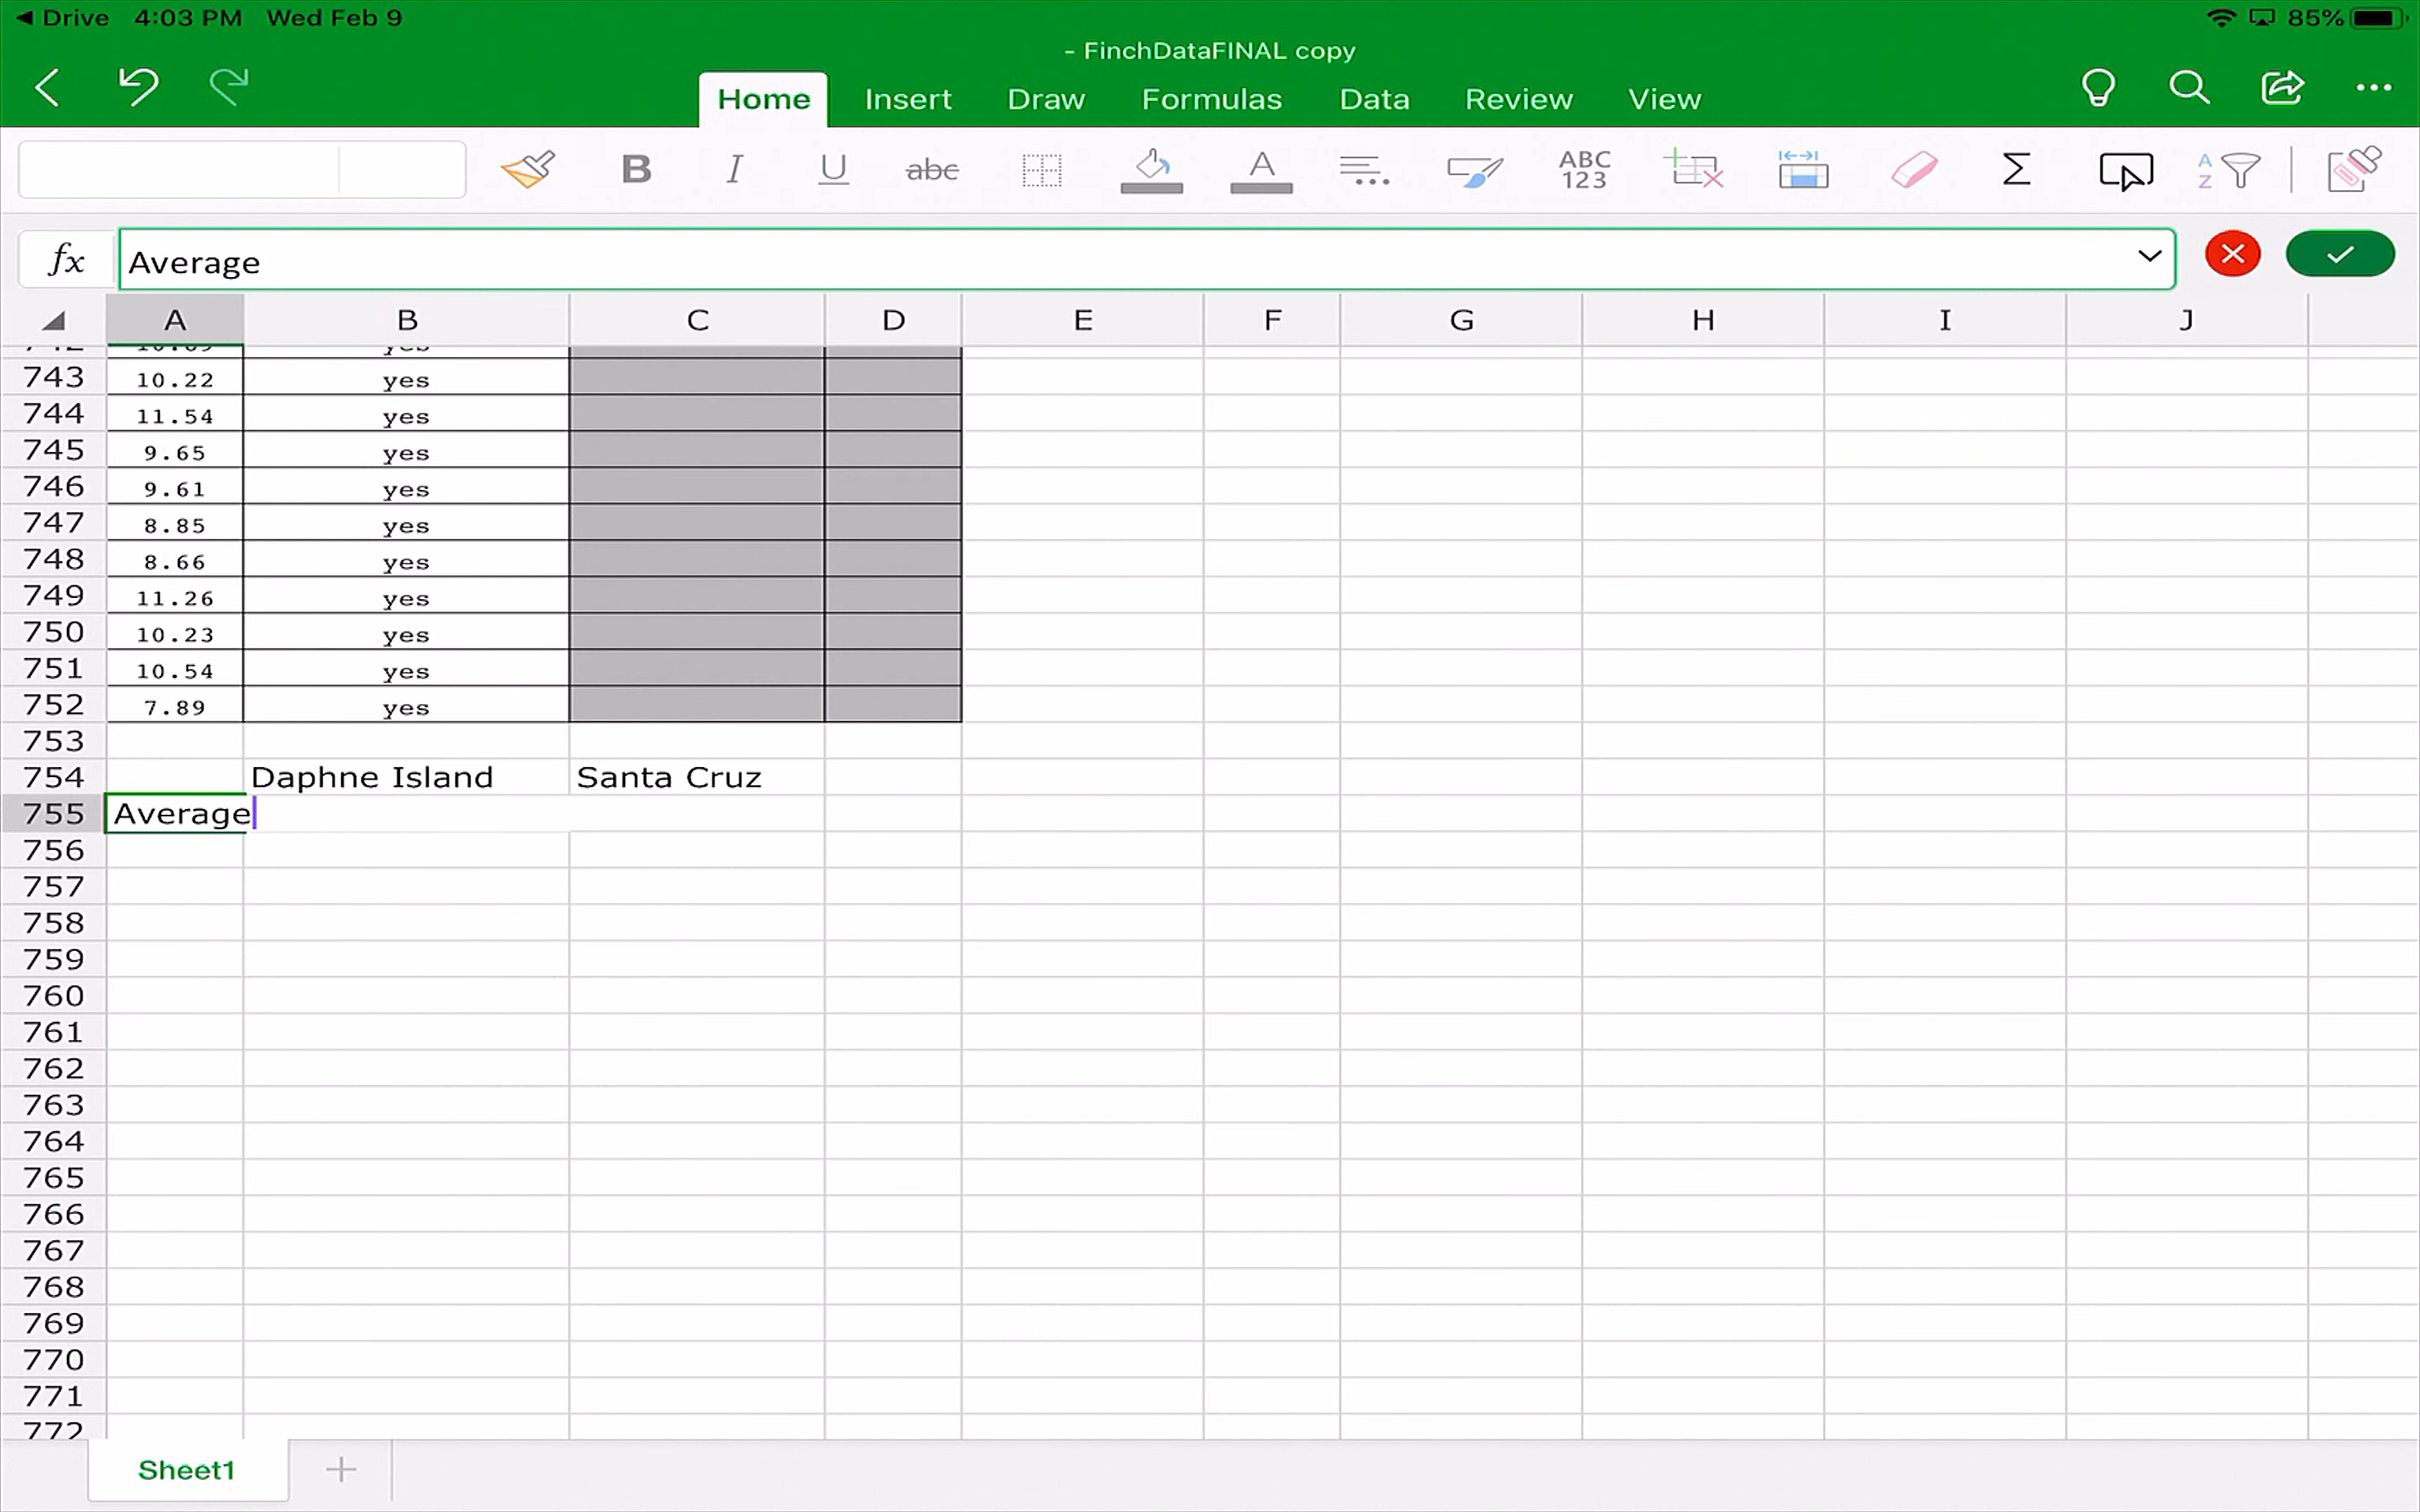 ◀ Drive 4:03 PM Wed Feb 9 85%
- FinchDataFINAL copy
Home Insert Draw Formulas Data Review View
B I U abc A ABC 123 Σ A Z
fx Average
A B C D E F G H I J
743 10.22 yes
744 11.54 yes
745 9.65 yes
746 9.61 yes
747 8.85 yes
748 8.66 yes
749 11.26 yes
750 10.23 yes
751 10.54 yes
752 7.89 yes
753
754 Daphne Island Santa Cruz
755 Average
756
757
758
759
760
761
762
763
764
765
766
767
768
769
770
771
772
Sheet1 +